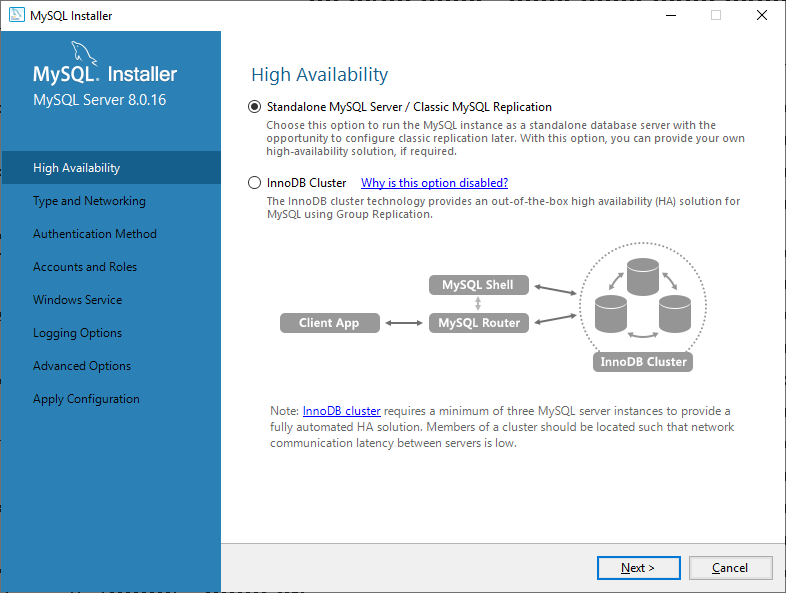 MySQL Installer
MySQL. Installer
MySQL Server 8.0.16
High Availability
Type and Networking
Authentication Method
Accounts and Roles
Windows Service
Logging Options
Advanced Options
Apply Configuration
High Availability
Standalone MySQL Server / Classic MySQL Replication
Choose this option to run the MySQL instance as a standalone database server with the
opportunity to configure classic replication later. With this option, you can provide your own
high-availability solution, if required.
InnoDB Cluster Why is this option disabled?
The InnoDB cluster technology provides an out-of-the-box high availability (HA) solution for
MySQL using Group Replication.
MySQL Shell
Client App
MySQL Router
InnoDB Cluster
Note: InnoDB cluster requires a minimum of three MySQL server instances to provide a
fully automated HA solution. Members of a cluster should be located such that network
communication latency between servers is low.
Next >
Cancel